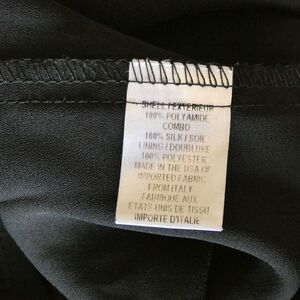 SHELL / EXTERIEUR
100% POLYAMIDE
COMBO
100% SILK / SOIE
LINING / DOUBLURE
100% POLYESTER
MADE IN THE USA OF
IMPORTED FABRIC
FROM ITALY
FABRIQUE AUX
ETATS-UNIS DE TISSU
IMPORTE D'ITALIE